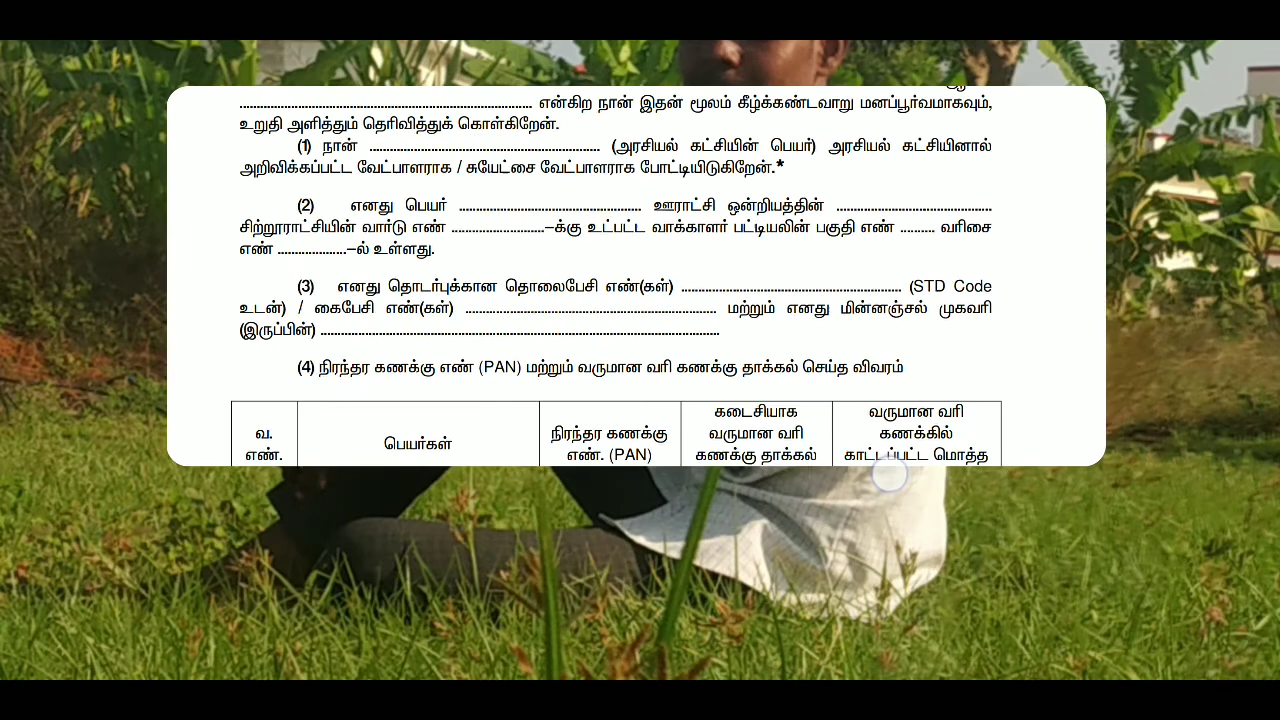 .......................................................................................... என்கிற நான் இதன் மூலம் கீழ்க்கண்டவாறு மனப்பூர்வமாகவும்,
உறுதி அளித்தும் தெரிவித்துக் கொள்கிறேன்.
(1) நான் ....................................................................... (அரசியல் கட்சியின் பெயர்) அரசியல் கட்சியினால்
அறிவிக்கப்பட்ட வேட்பாளராக / சுயேட்சை வேட்பாளராக போட்டியிடுகிறேன்.*
(2) எனது பெயர் ........................................................ ஊராட்சி ஒன்றியத்தின் ................................................
சிற்றூராட்சியின் வார்டு எண் .............................–க்கு உட்பட்ட வாக்காளர் பட்டியலின் பகுதி எண் ........... வரிசை
எண் .....................–ல் உள்ளது.
(3) எனது தொடர்புக்கான தொலைபேசி எண்(கள்) .................................................................... (STD Code
உடன்) / கைபேசி எண்(கள்) ............................................................................. மற்றும் எனது மின்னஞ்சல் முகவரி
(இருப்பின்) ..........................................................................................................................
(4) நிரந்தர கணக்கு எண் (PAN) மற்றும் வருமான வரி கணக்கு தாக்கல் செய்த விவரம்
வ.
எண்.
பெயர்கள்
நிரந்தர கணக்கு
எண். (PAN)
கடைசியாக
வருமான வரி
கணக்கு தாக்கல்
வருமான வரி
கணக்கில்
காட்டப்பட்ட மொத்த